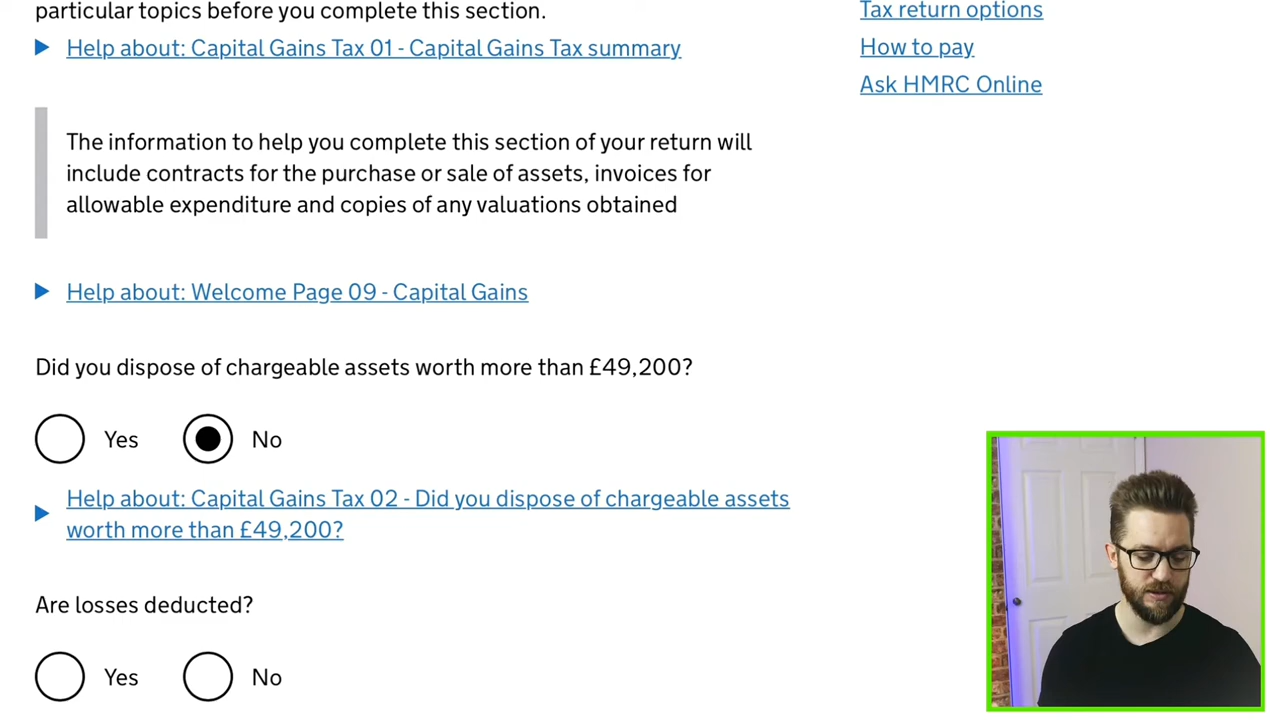 particular topics before you complete this section.
Help about: Capital Gains Tax 01 - Capital Gains Tax summary
The information to help you complete this section of your return will
include contracts for the purchase or sale of assets, invoices for
allowable expenditure and copies of any valuations obtained
Help about: Welcome Page 09 - Capital Gains
Did you dispose of chargeable assets worth more than £49,200?
Yes No
Help about: Capital Gains Tax 02 - Did you dispose of chargeable assets
worth more than £49,200?
Are losses deducted?
Yes No
Tax return options
How to pay
Ask HMRC Online